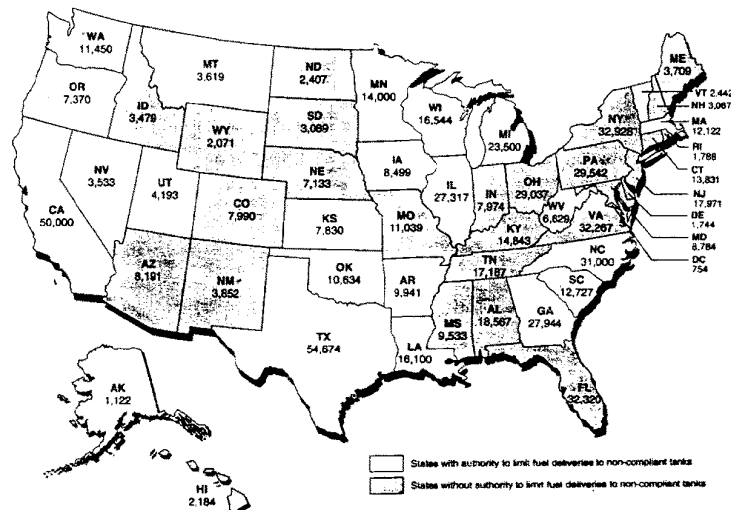 WA
11,450
OR
7,370
ID
3,479
MT
3,619
ND
2,407
SD
3,089
WY
2,071
NE
7,133
NV
3,533
UT
4,193
CO
7,990
KS
7,830
CA
50,000
AZ
8,191
NM
3,852
OK
10,634
TX
54,674
MN
14,000
IA
8,499
MO
11,039
AR
9,941
LA
16,100
WI
16,544
IL
27,317
MI
23,500
IN
7,974
OH
29,037
KY
14,843
TN
17,187
MS
9,533
AL
18,567
GA
27,944
FL
32,320
SC
12,727
NC
31,000
VA
32,267
WV
6,629
PA
29,542
NY
32,928
ME
3,709
VT 2,442
NH 3,067
MA
12,122
RI
1,788
CT
13,831
NJ
17,971
DE
1,744
MD
8,784
DC
754
AK
1,122
HI
2,184
States with authority to limit fuel deliveries to non-compliant tanks
States without authority to limit fuel deliveries to non-compliant tanks